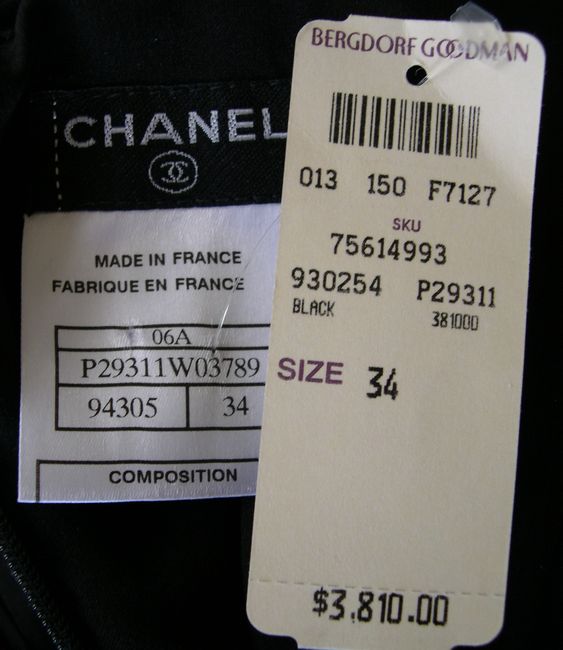 CHANEL
MADE IN FRANCE
FABRIQUE EN FRANCE
06A
P29311W03789
94305 34
COMPOSITION
BERGDORF GOODMAN
013 150 F7127
SKU
75614993
930254 P29311
BLACK 381000
SIZE 34
$3,810.00